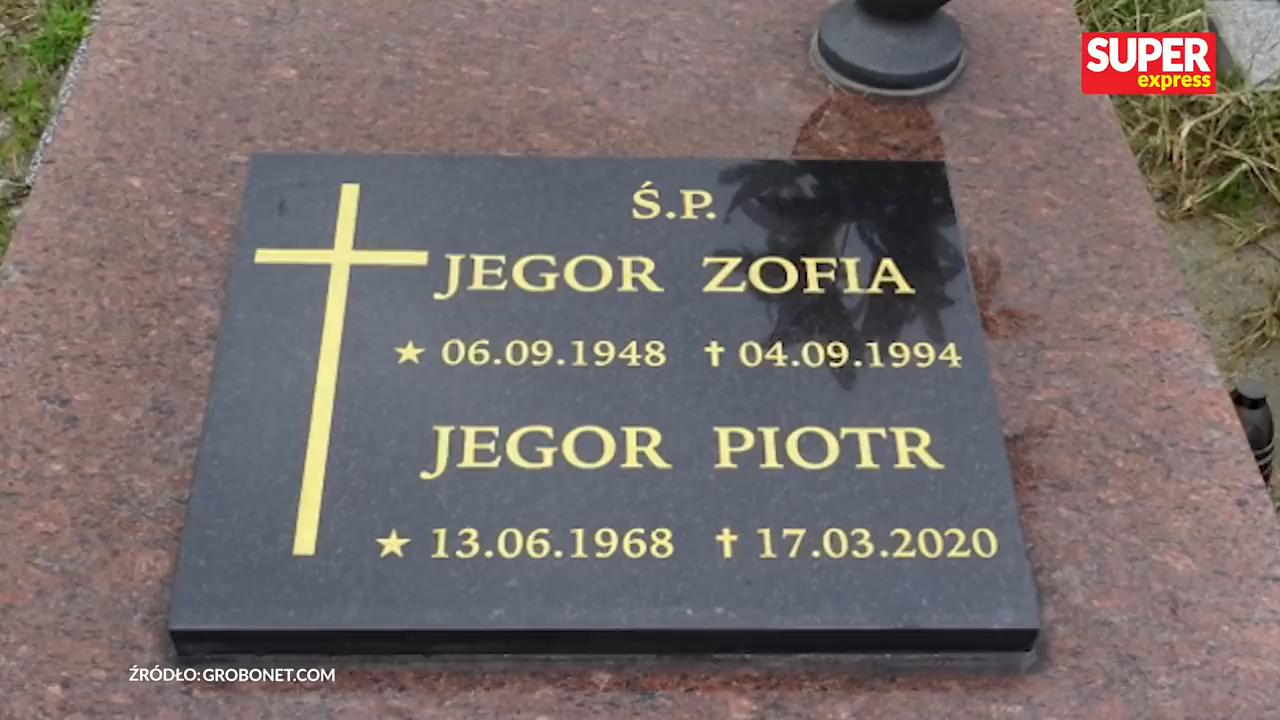 SUPER
express
Ś.P.
JEGOR ZOFIA
★ 06.09.1948 ✝ 04.09.1994
JEGOR PIOTR
★ 13.06.1968 ✝ 17.03.2020
ŹRÓDŁO: GROBONET.COM